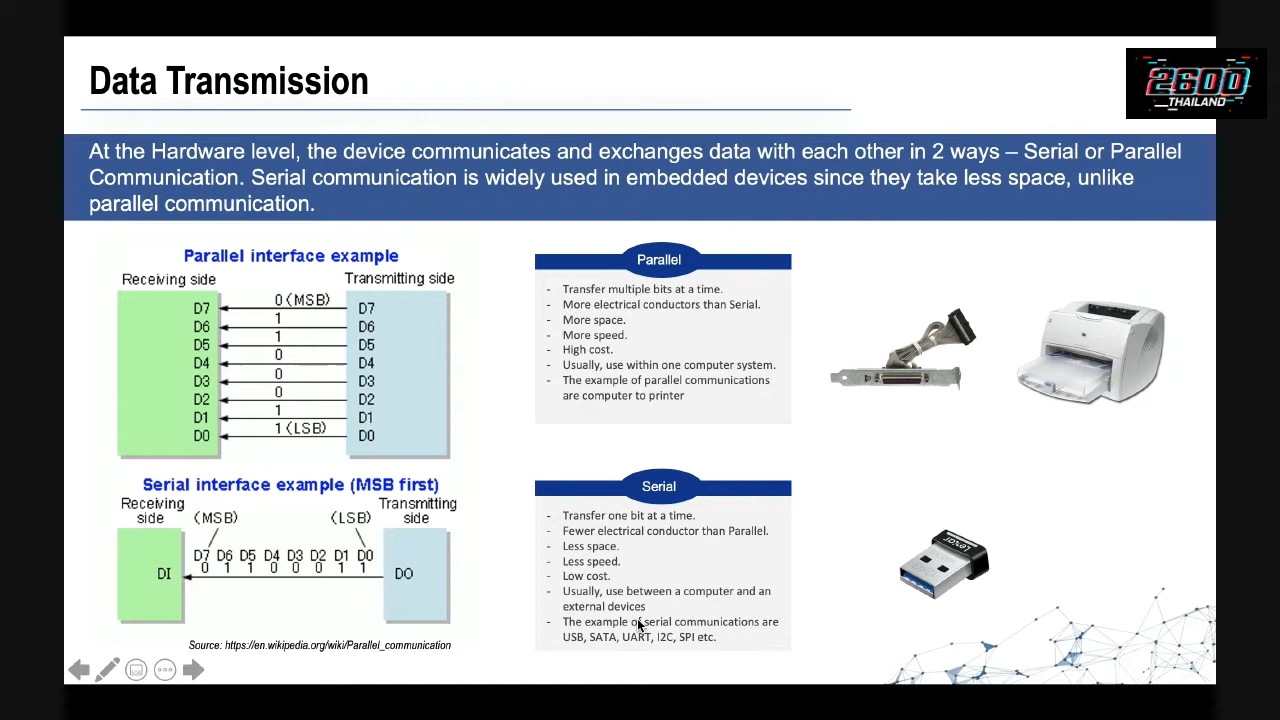 Data Transmission
2600
THAILAND
At the Hardware level, the device communicates and exchanges data with each other in 2 ways – Serial or Parallel
Communication. Serial communication is widely used in embedded devices since they take less space, unlike
parallel communication.
Parallel interface example
Receiving side
Transmitting side
D7 0 (MSB) D7
D6 1 D6
D5 1 D5
D4 0 D4
D3 0 D3
D2 0 D2
D1 1 D1
D0 1 (LSB) D0
Serial interface example (MSB first)
Receiving
side
Transmitting
side
(MSB) (LSB)
D7 D6 D5 D4 D3 D2 D1 D0
0 1 1 0 0 0 1 1
DI
DO
Source: https://en.wikipedia.org/wiki/Parallel_communication
Parallel
- Transfer multiple bits at a time.
- More electrical conductors than Serial.
- More space.
- More speed.
- High cost.
- Usually, use within one computer system.
- The example of parallel communications
are computer to printer
Serial
- Transfer one bit at a time.
- Fewer electrical conductor than Parallel.
- Less space.
- Less speed.
- Low cost.
- Usually, use between a computer and an
external devices
- The example of serial communications are
USB, SATA, UART, I2C, SPI etc.
Lexar